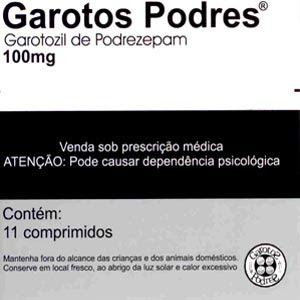 Garotos Podres®
Garotozil de Podrezepam
100mg
Venda sob prescrição médica
ATENÇÃO: Pode causar dependência psicológica
Contém:
11 comprimidos
Mantenha fora do alcance das crianças e dos animais domésticos.
Conserve em local fresco, ao abrigo da luz solar e calor excessivo
Garotos
Podres